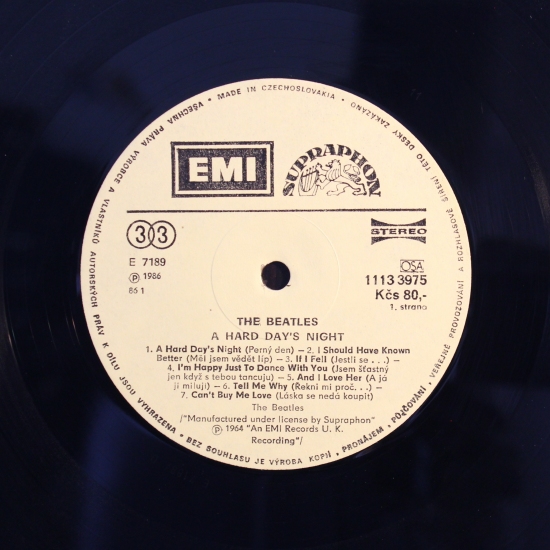 • MADE IN CZECHOSLOVAKIA •
VŠECHNA PRÁVA VÝROBCE A VLASTNÍKŮ AUTORSKÝCH PRÁV K DÍLU JSOU VYHRAZENA • BEZ SOUHLASU JE VÝROBA KOPIÍ • PRONÁJEM • PŮJČOVÁNÍ • VEŘEJNÉ PROVOZOVÁNÍ A ROZHLASOVÉ ŠÍŘENÍ TÉTO DESKY ZAKÁZÁNO
EMI SUPRAPHON
33 STEREO
E 7189
OSA
Ⓟ 1986 1113 3975
86 1 Kčs 80,-
1. strana
THE BEATLES
A HARD DAY'S NIGHT
1. A Hard Day's Night (Perný den) – 2. I Should Have Known
Better (Měl jsem vědět líp) – 3. If I Fell (Jestli se . . .) –
4. I'm Happy Just To Dance With You (Jsem šťastný
jen když s tebou tancuju) – 5. And I Love Her (A já
ji miluji) – 6. Tell Me Why (Řekni mi proč. . .) –
7. Can't Buy Me Love (Láska se nedá koupit)
The Beatles
/"Manufactured under license by Supraphon"
Ⓟ 1964 "An EMI Records U. K.
Recording"/